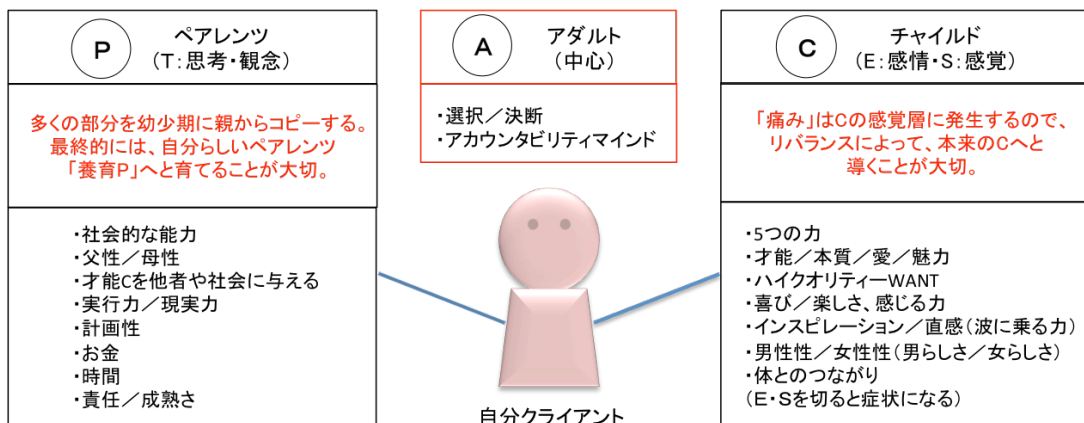 P
ペアレンツ
(T:思考・観念)
多くの部分を幼少期に親からコピーする。
最終的には、自分らしいペアレンツ
「養育P」へと育てることが大切。
・社会的な能力
・父性／母性
・才能Cを他者や社会に与える
・実行力／現実力
・計画性
・お金
・時間
・責任／成熟さ
A
アダルト
(中心)
・選択／決断
・アカウンタビリティマインド
自分クライアント
C
チャイルド
(E:感情・S:感覚)
「痛み」はCの感覚層に発生するので、
リバランスによって、本来のCへと
導くことが大切。
・5つの力
・才能／本質／愛／魅力
・ハイクオリティーWANT
・喜び／楽しさ、感じる力
・インスピレーション／直感(波に乗る力)
・男性性／女性性(男らしさ／女らしさ)
・体とのつながり
(E・Sを切ると症状になる)